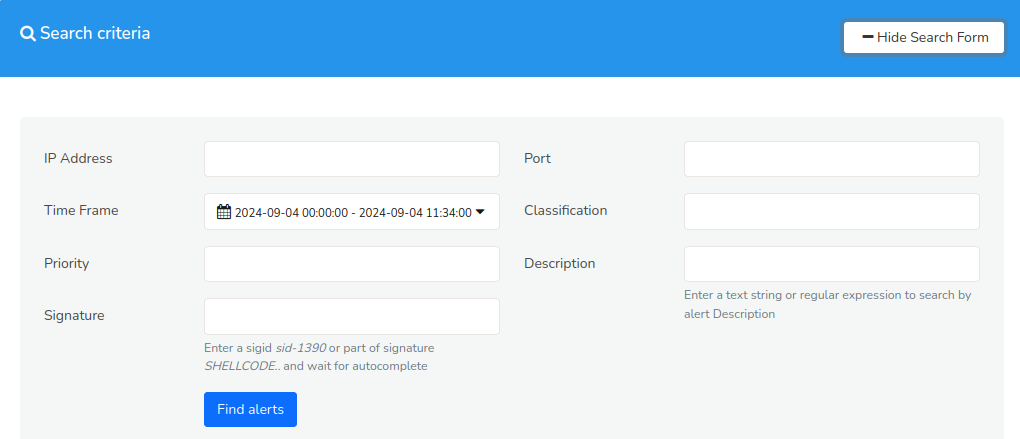 Search criteria
Hide Search Form
IP Address
Port
Time Frame
2024-09-04 00:00:00 - 2024-09-04 11:34:00
Classification
Priority
Description
Enter a text string or regular expression to search by
alert Description
Signature
Enter a sigid sid-1390 or part of signature
SHELLCODE.. and wait for autocomplete
Find alerts